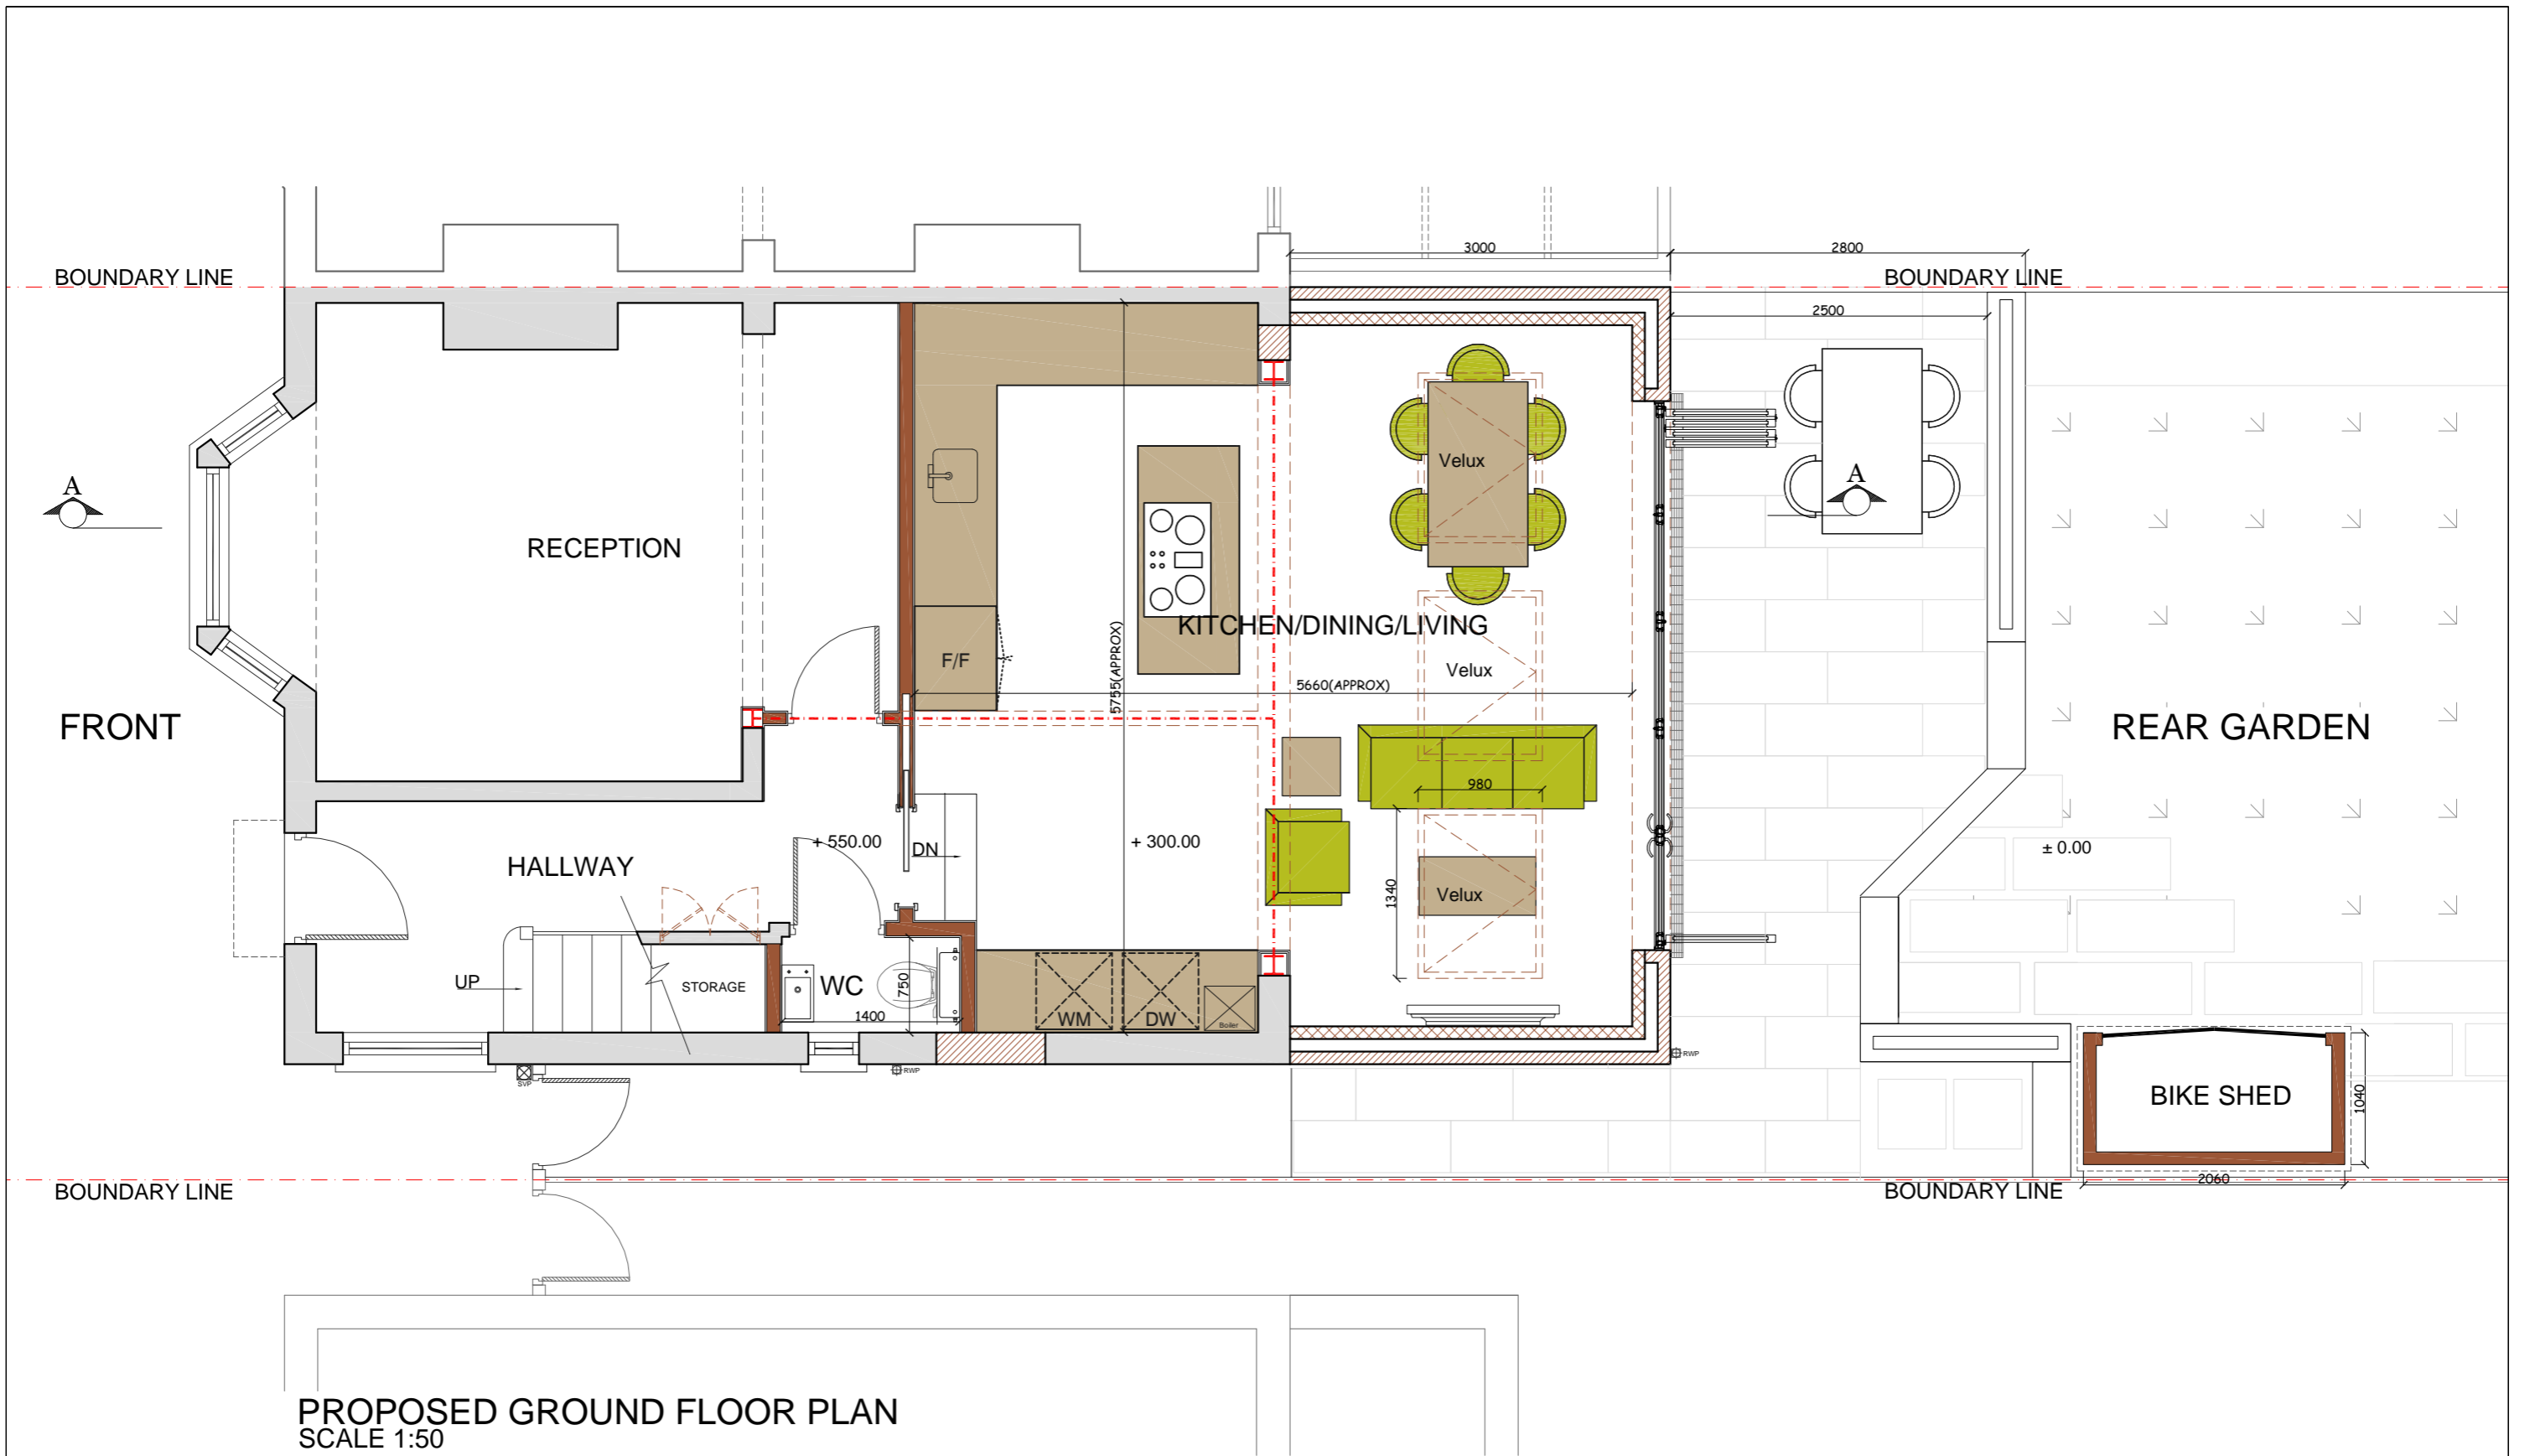 3000
2800
BOUNDARY LINE
BOUNDARY LINE
2500
Velux
A
A
RECEPTION
KITCHEN/DINING/LIVING
F/F
5755(APPROX)
Velux
5660(APPROX)
FRONT
REAR GARDEN
980
+ 550.00
DN
+ 300.00
± 0.00
HALLWAY
1340
Velux
UP
STORAGE
WC
750
1400
WM
DW
Boiler
RWP
SVP
RWP
BIKE SHED
1040
BOUNDARY LINE
BOUNDARY LINE
2060
PROPOSED GROUND FLOOR PLAN
SCALE 1:50